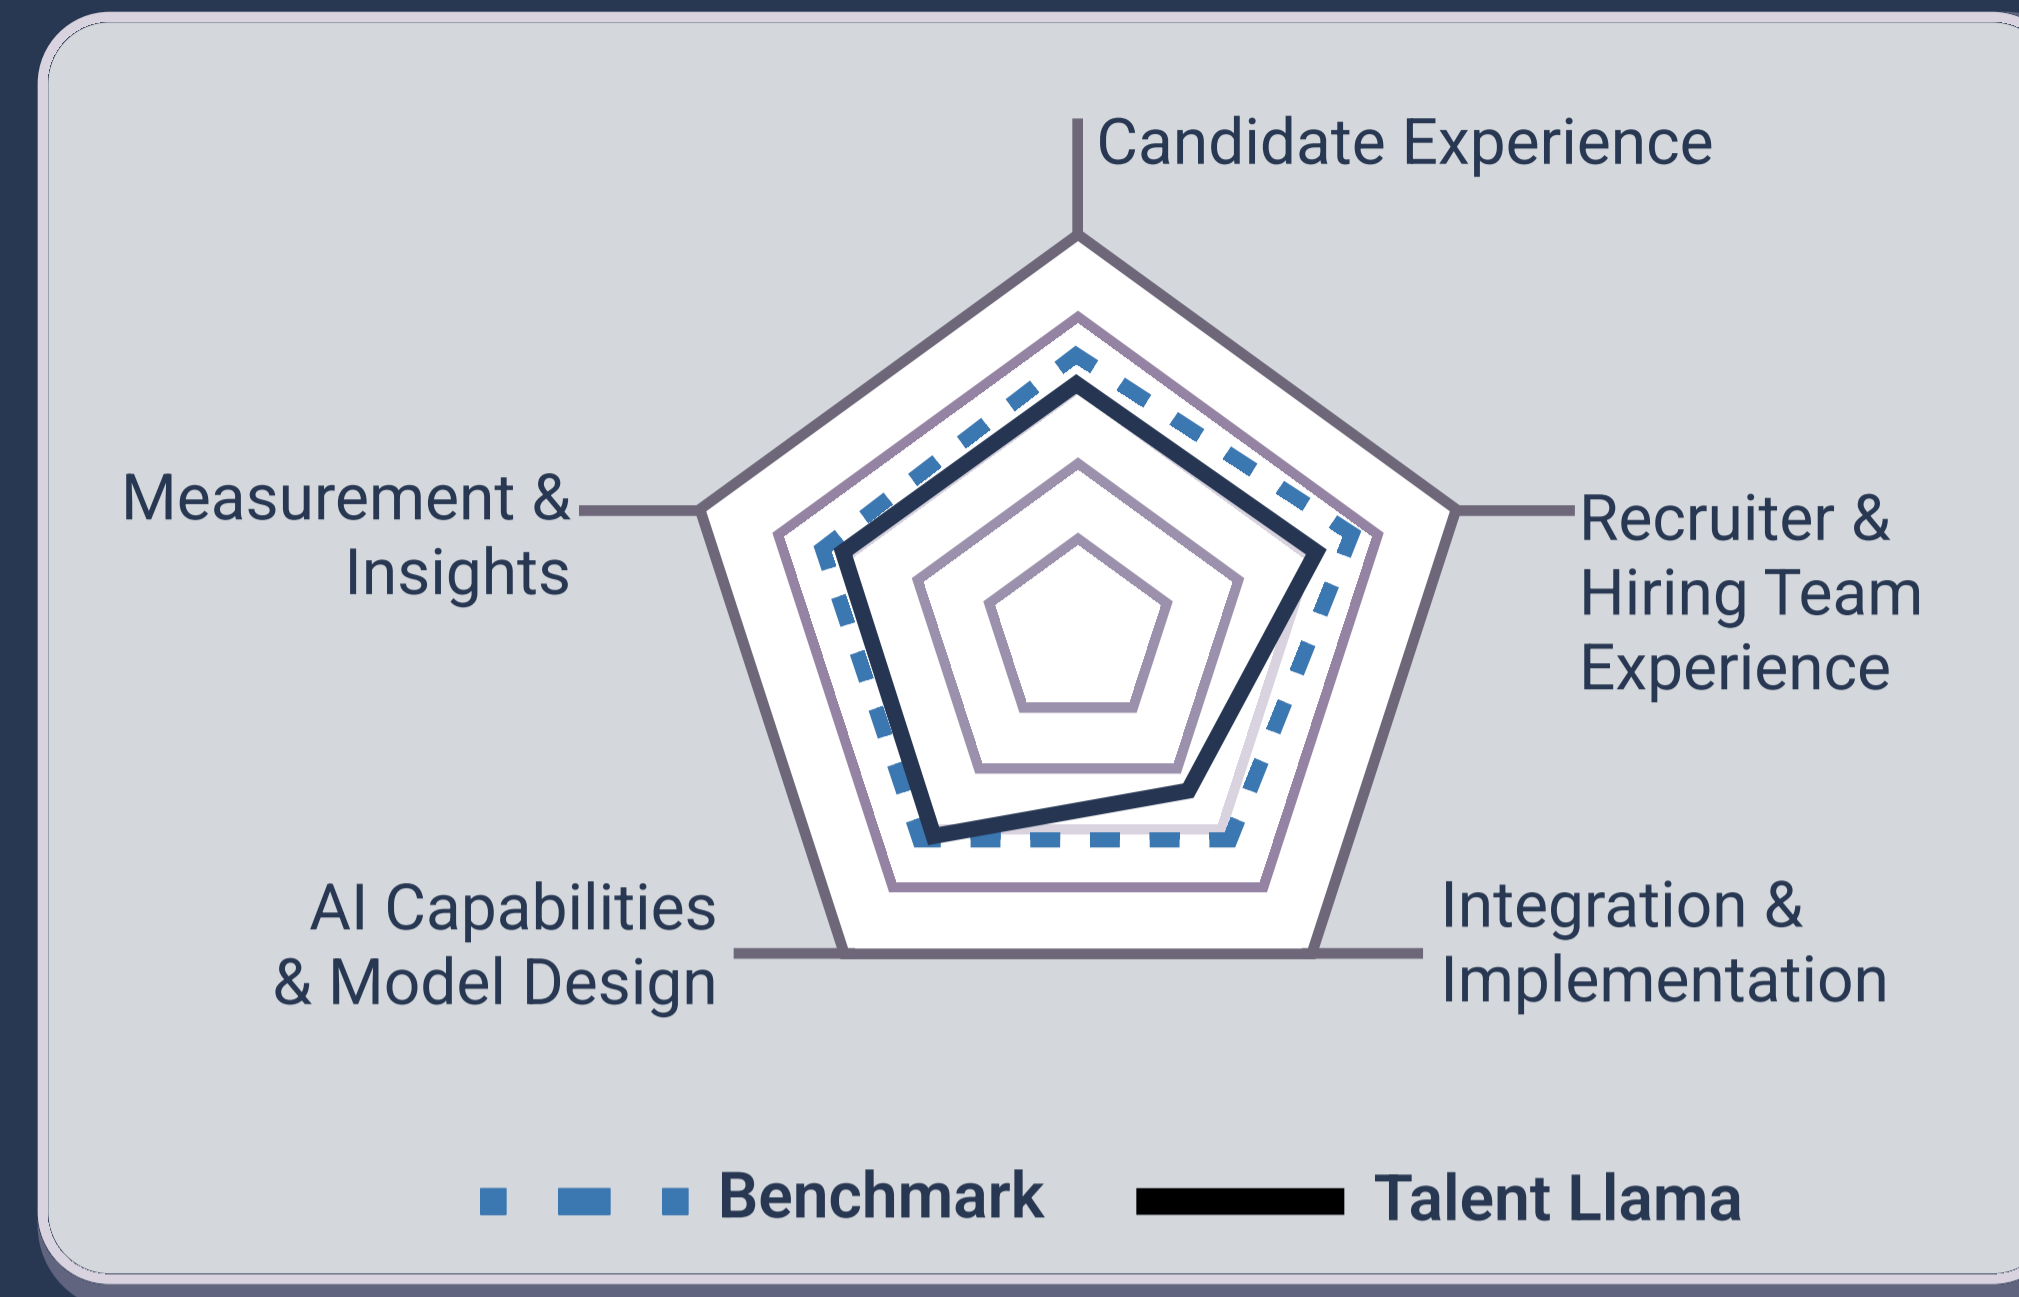 Candidate Experience
Measurement &
Insights
Recruiter &
Hiring Team
Experience
AI Capabilities
& Model Design
Integration &
Implementation
Benchmark
Talent Llama